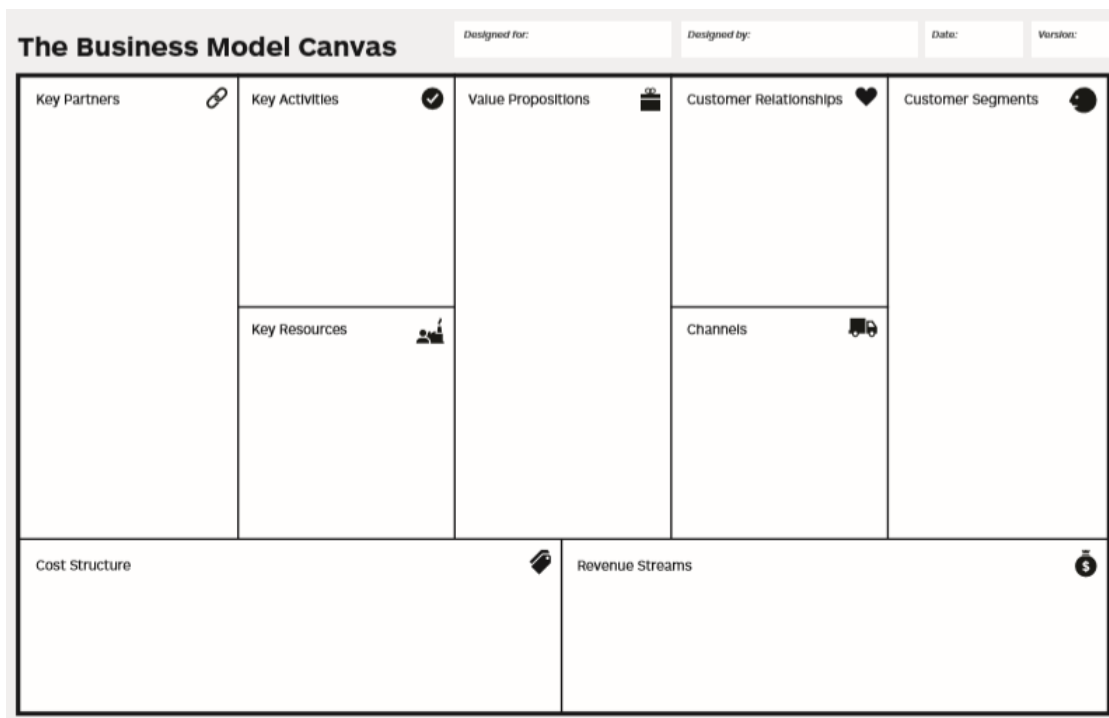 The Business Model Canvas
Designed for:
Designed by:
Date:
Version:
Key Partners
Key Activities
Value Propositions
Customer Relationships
Customer Segments
Key Resources
Channels
Cost Structure
Revenue Streams
$